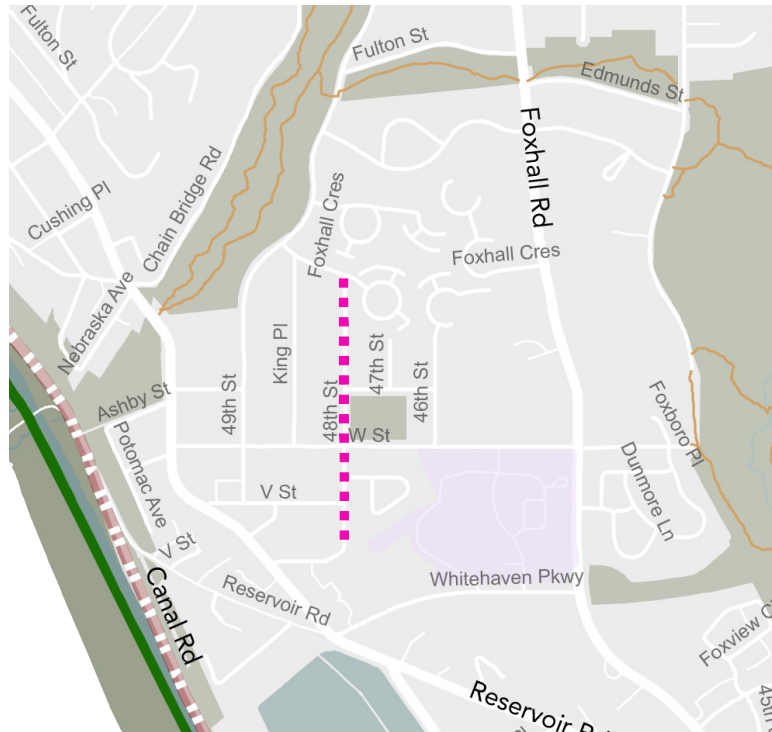 Fulton St
Fulton St
Edmunds St
Foxhall Rd
Chain Bridge Rd
Cushing Pl
Foxhall Cres
Foxhall Cres
Nebraska Ave
King Pl
47th St
49th St
48th St
46th St
Ashby St
Foxboro Pl
W St
Potomac Ave
Dunmore Ln
V St
V St
Whitehaven Pkwy
Canal Rd
Reservoir Rd
Foxview
Reservoir
45th